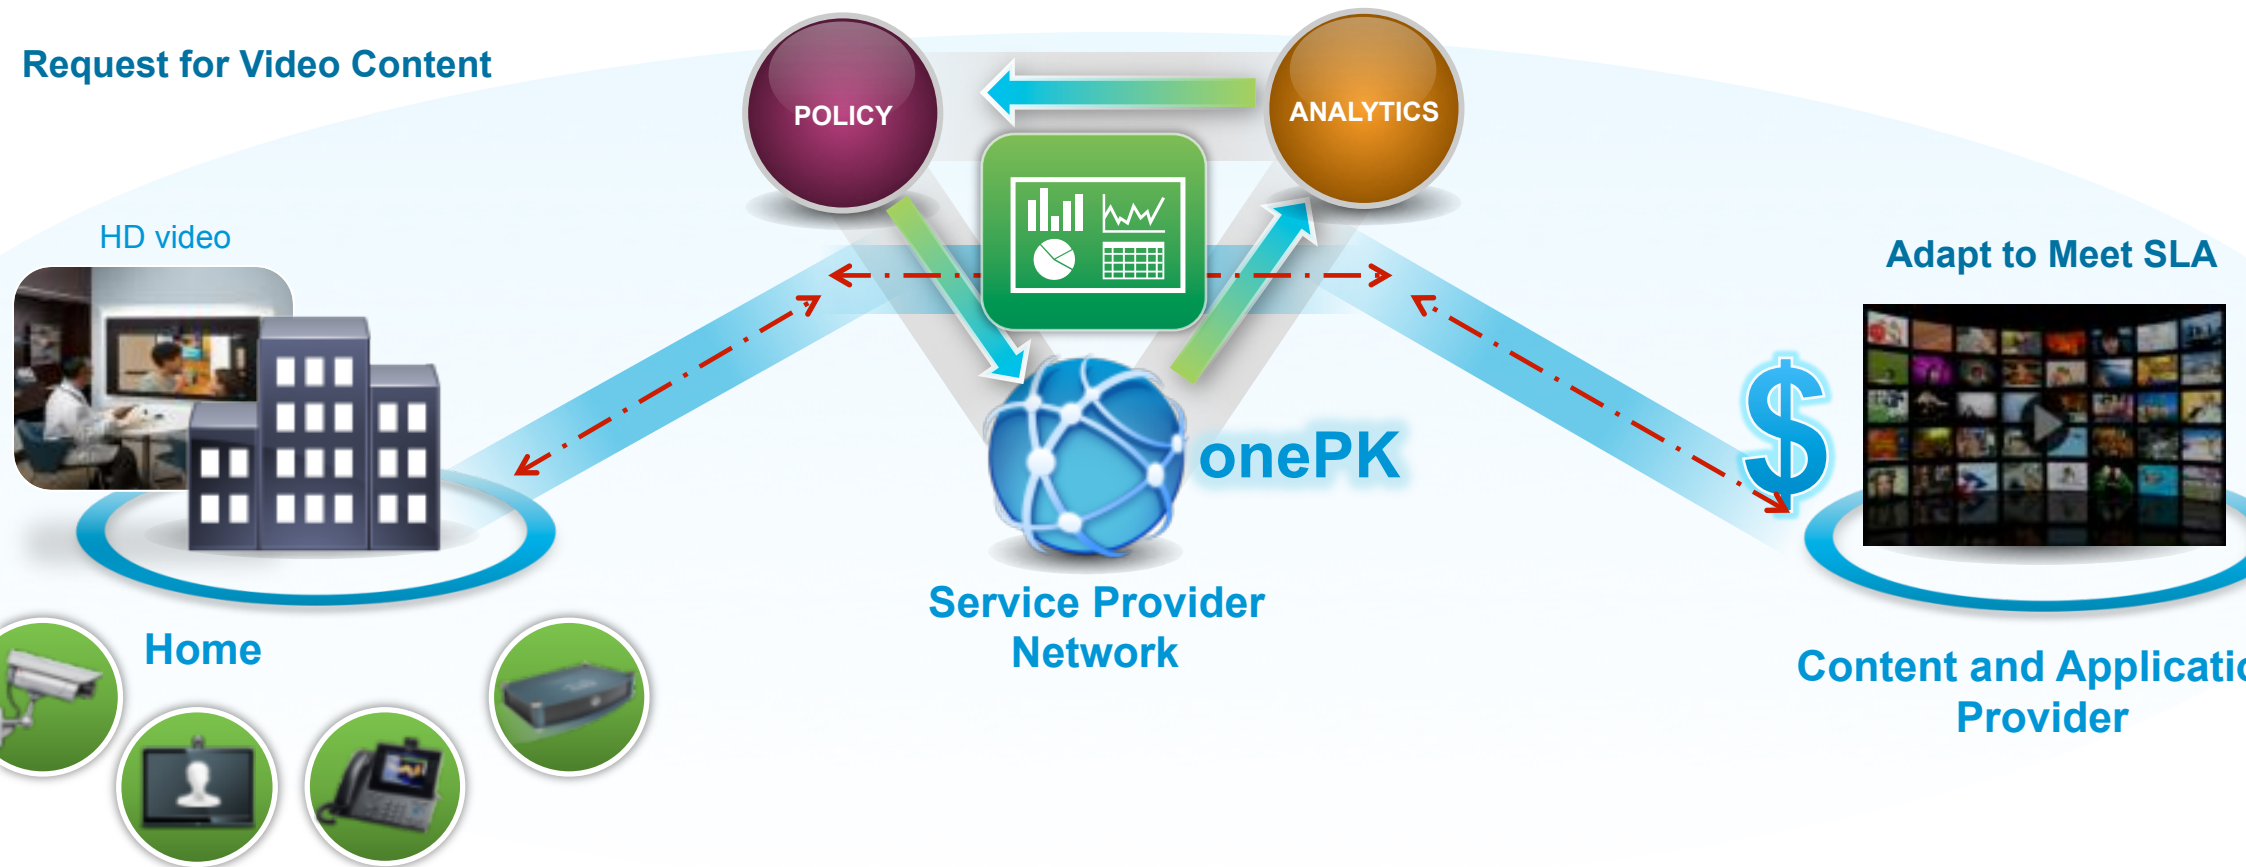 Request for Video Content
POLICY
ANALYTICS
HD video
Adapt to Meet SLA
$
onePK
Service Provider
Network
Home
Content and Applicatio
Provider